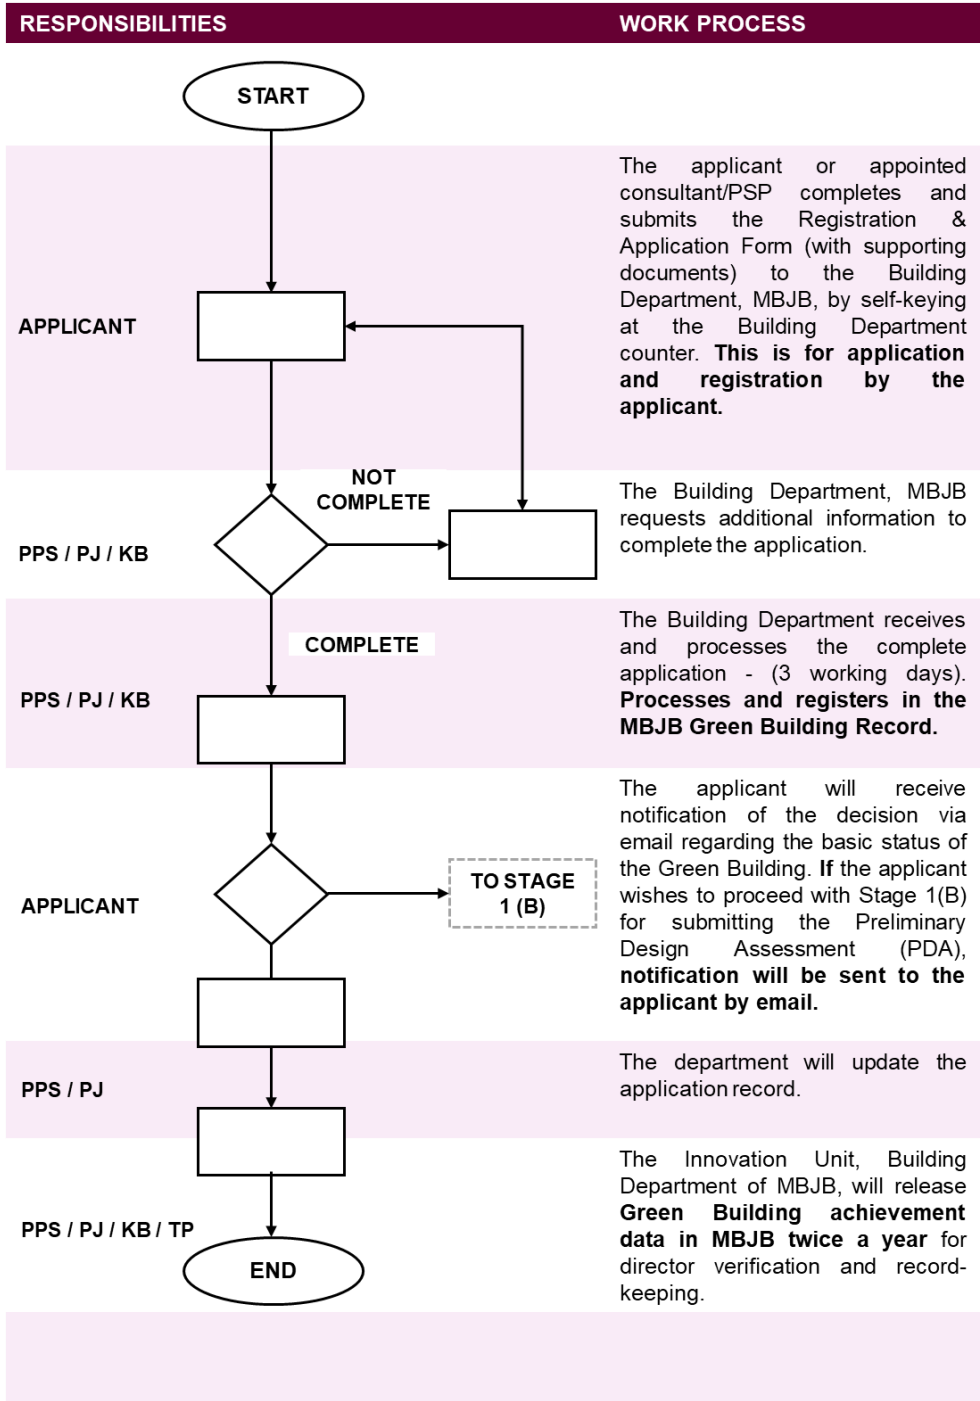 RESPONSIBILITIES
WORK PROCESS
START
The applicant or appointed
consultant/PSP completes and
submits the Registration &
Application Form (with supporting
documents) to the Building
Department, MBJB, by self-keying
at the Building Department
counter. This is for application
and registration by the
applicant.
APPLICANT
NOT
COMPLETE
The Building Department, MBJB
requests additional information to
complete the application.
PPS / PJ / KB
COMPLETE
The Building Department receives
and processes the complete
application - (3 working days).
Processes and registers in the
MBJB Green Building Record.
PPS / PJ / KB
The applicant will receive
notification of the decision via
email regarding the basic status of
the Green Building. If the applicant
wishes to proceed with Stage 1(B)
for submitting the Preliminary
Design Assessment (PDA),
notification will be sent to the
applicant by email.
APPLICANT
TO STAGE
1 (B)
The department will update the
application record.
PPS / PJ
The Innovation Unit, Building
Department of MBJB, will release
Green Building achievement
data in MBJB twice a year for
director verification and record-
keeping.
PPS / PJ / KB / TP
END